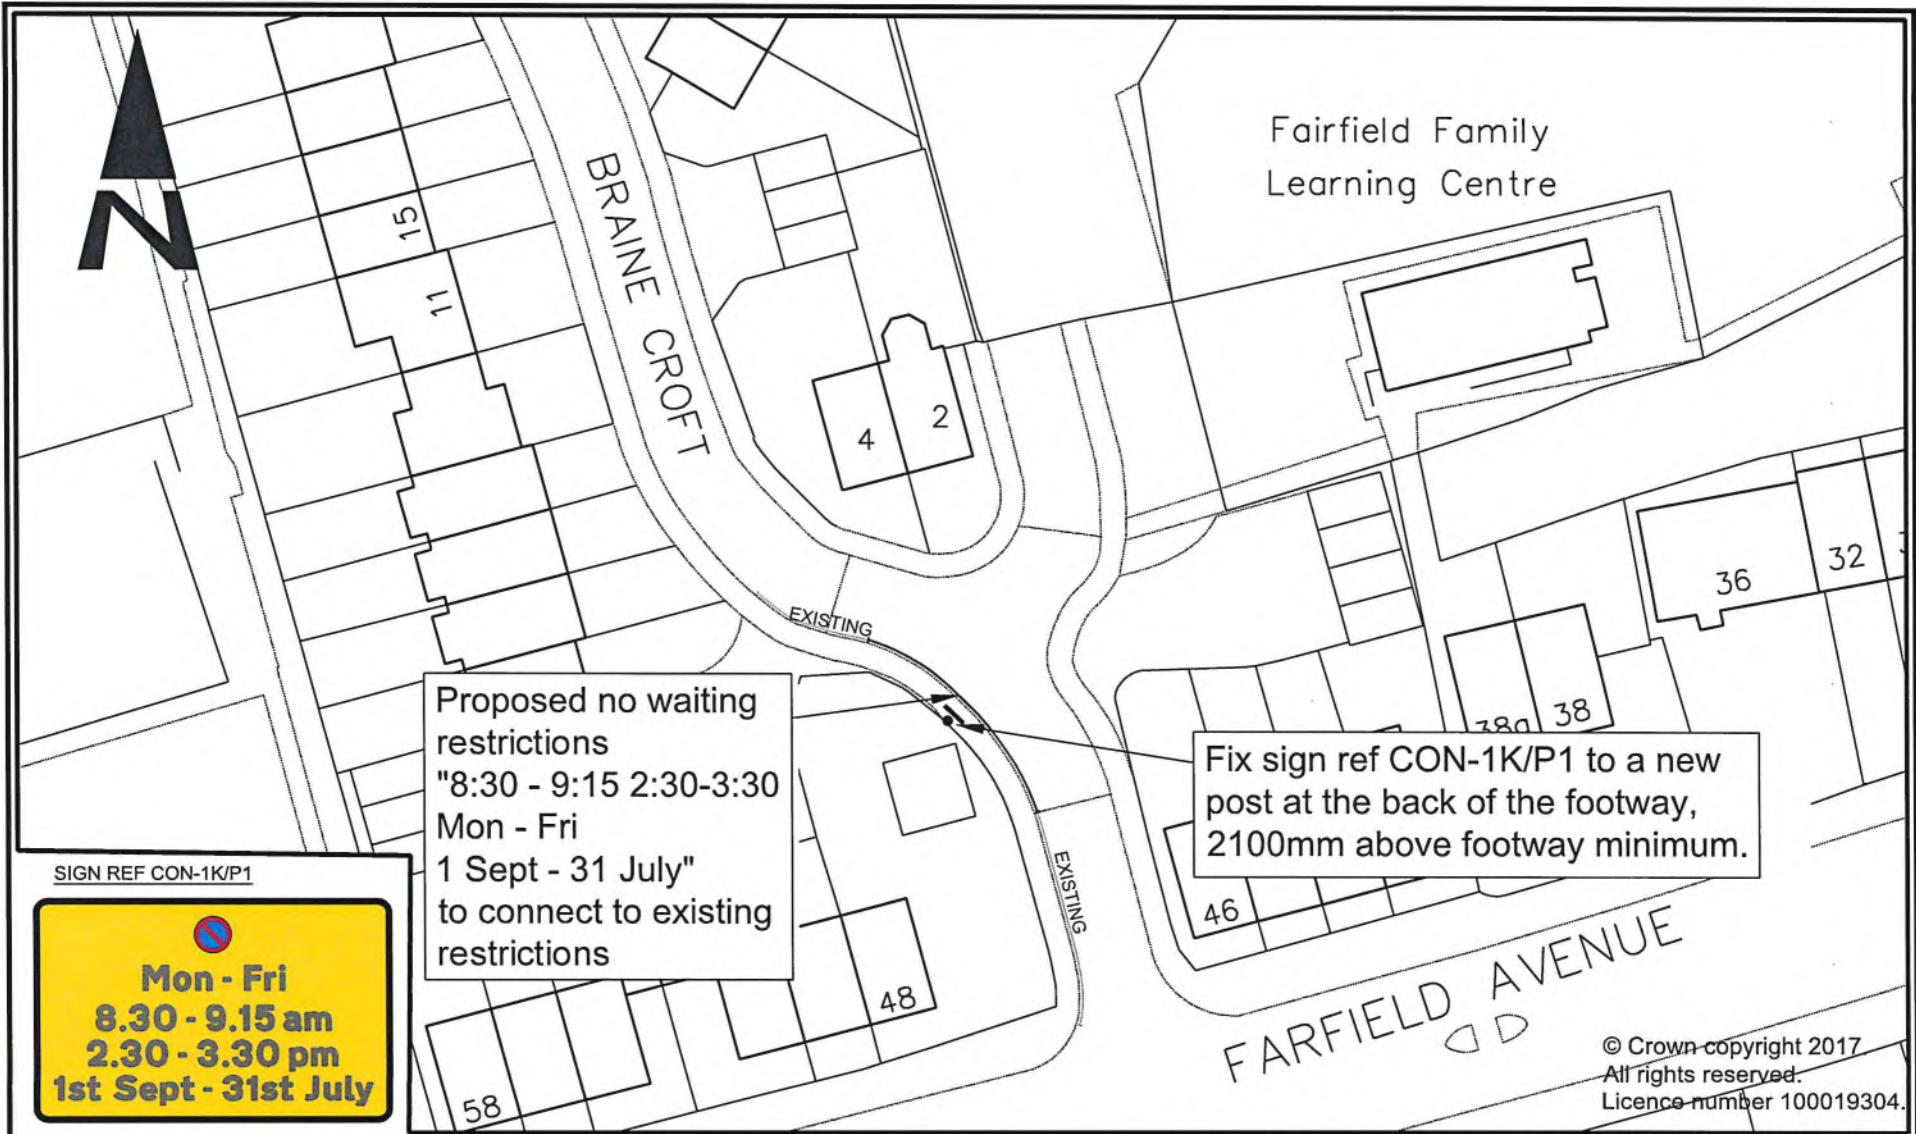 N
Fairfield Family
Learning Centre
BRAINE CROFT
15
11
4
2
36
32
38a
38
EXISTING
Proposed no waiting
restrictions
"8:30 - 9:15 2:30-3:30
Mon - Fri
1 Sept - 31 July"
to connect to existing
restrictions
Fix sign ref CON-1K/P1 to a new
post at the back of the footway,
2100mm above footway minimum.
EXISTING
46
48
58
FARFIELD AVENUE
SIGN REF CON-1K/P1
Mon - Fri
8.30 - 9.15 am
2.30 - 3.30 pm
1st Sept - 31st July
© Crown copyright 2017.
All rights reserved.
Licence number 100019304.